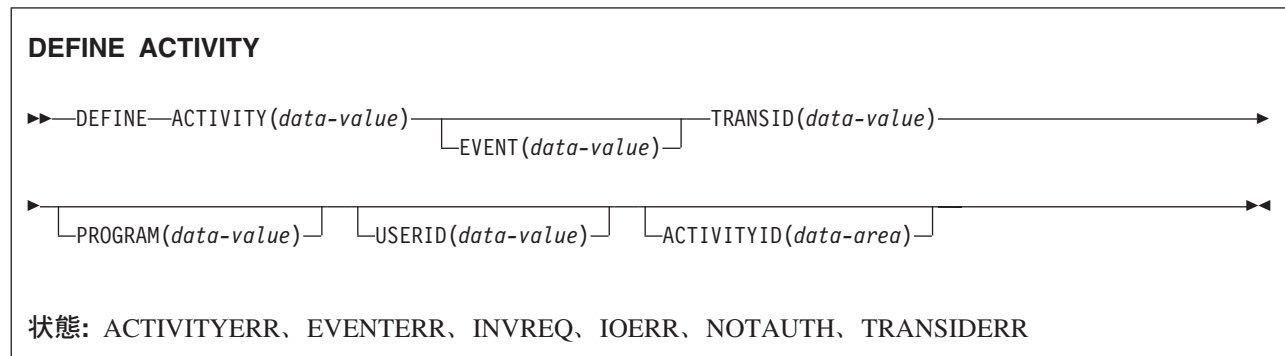 DEFINE ACTIVITY
DEFINE ACTIVITY(data-value) TRANSID(data-value)
EVENT(data-value)
PROGRAM(data-value) USERID(data-value) ACTIVITYID(data-area)
状態: ACTIVITYERR、EVENTERR、INVREQ、IOERR、NOTAUTH、TRANSIDERR